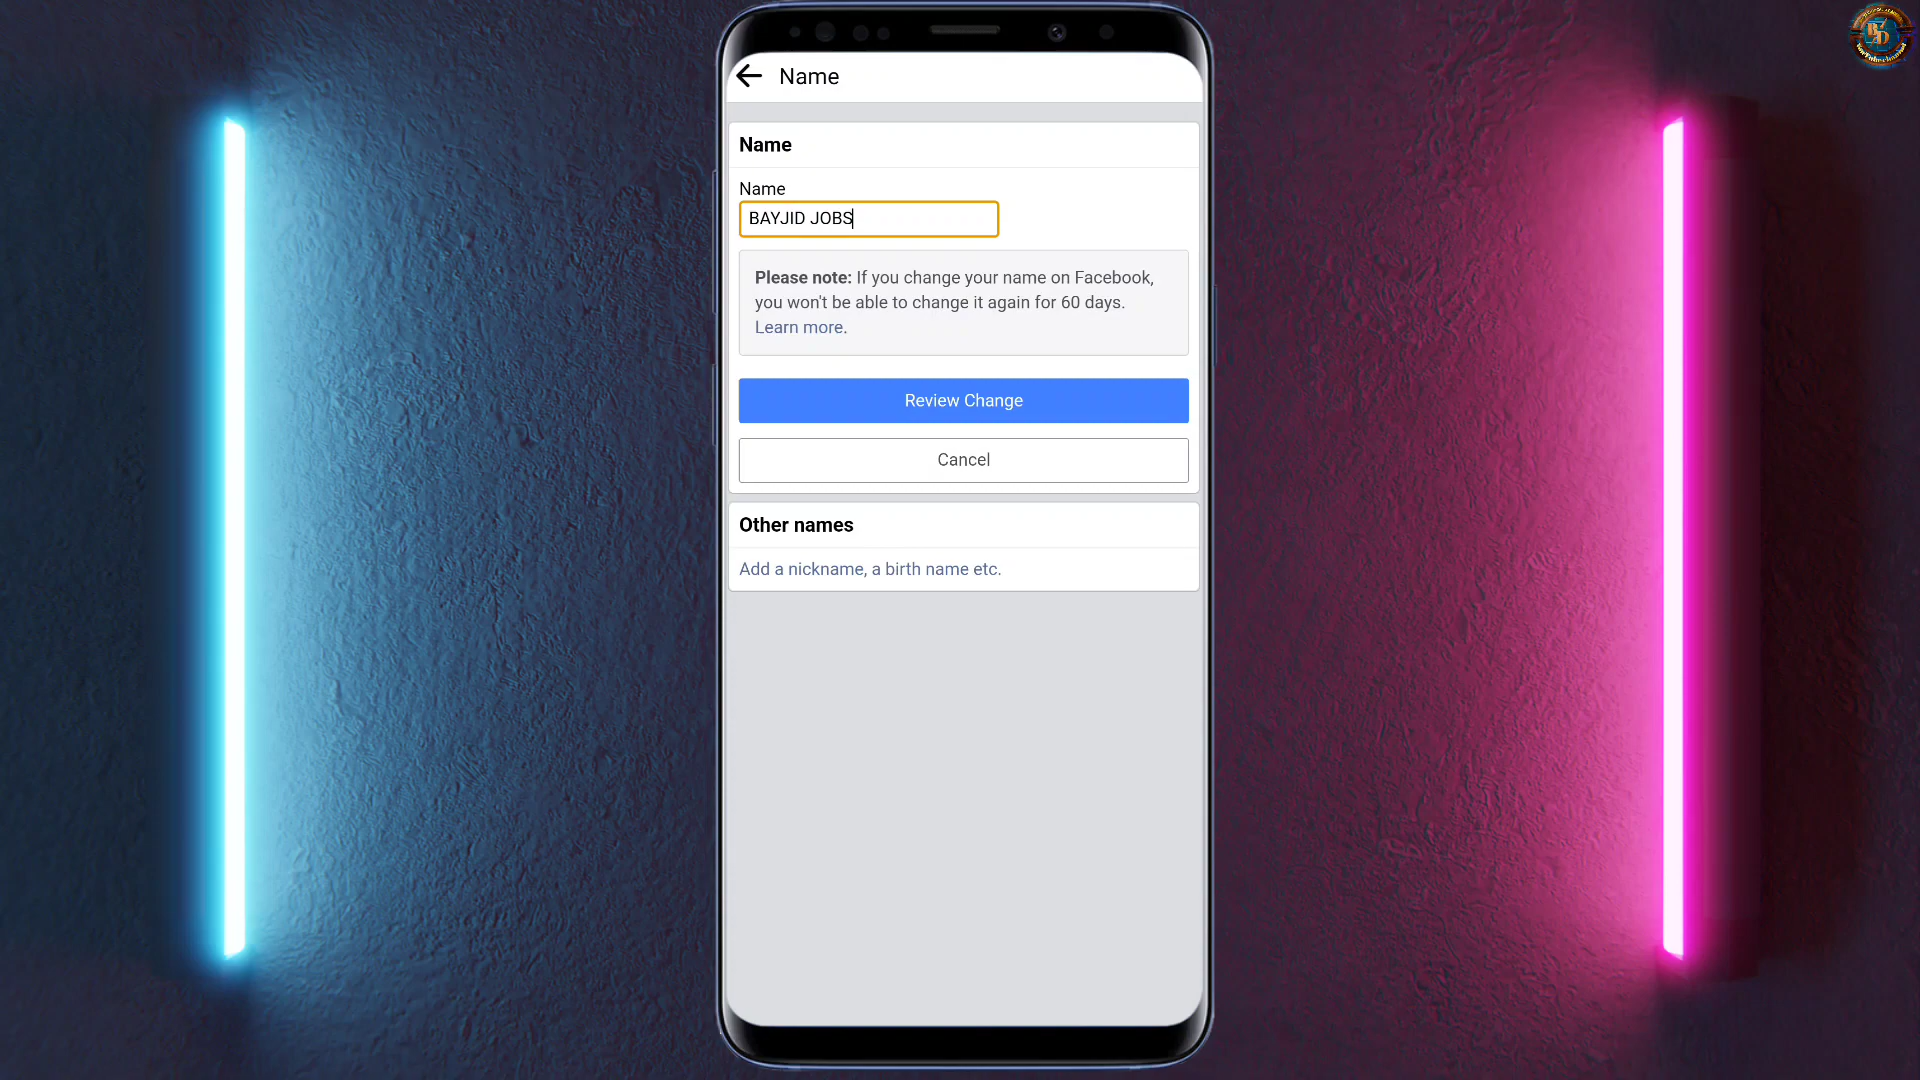 Name
Name
Name
BAYJID JOBS
Please note: If you change your name on Facebook,
you won't be able to change it again for 60 days.
Learn more.
Review Change
Cancel
Other names
Add a nickname, a birth name etc.